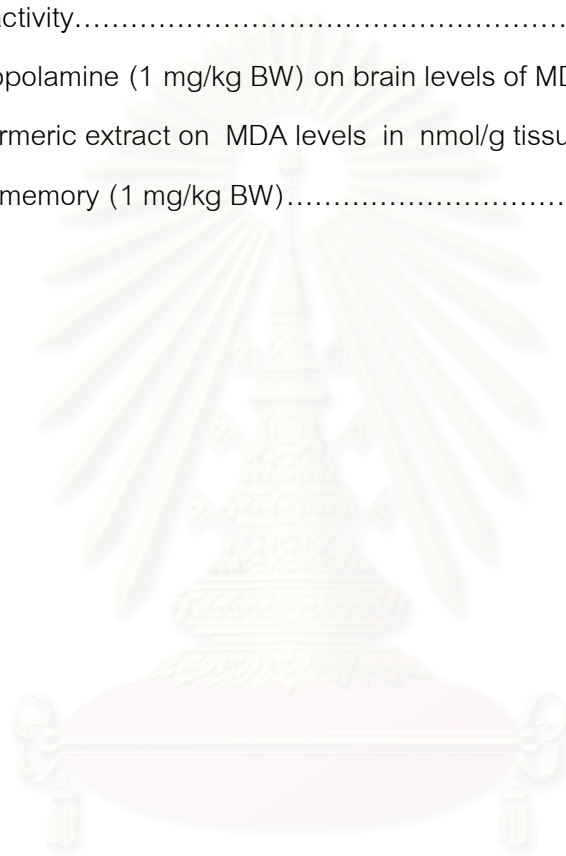 activity……………………………………………
opolamine (1 mg/kg BW) on brain levels of MD
rmeric extract on MDA levels in nmol/g tissu
memory (1 mg/kg BW)…………………………